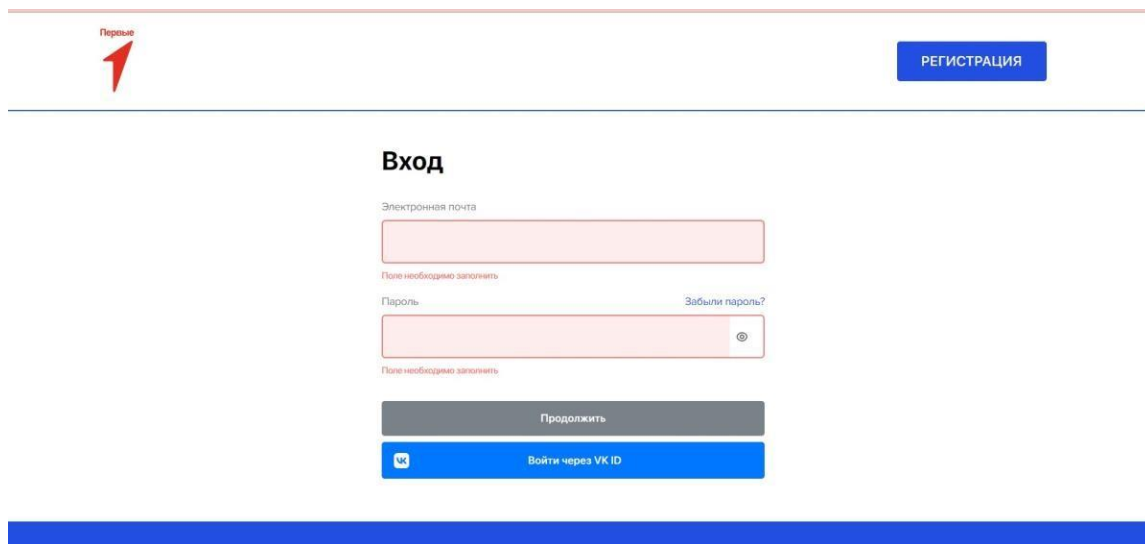 Первые
РЕГИСТРАЦИЯ
Вход
Электронная почта
Поле необходимо заполнить
Пароль
Забыли пароль?
Поле необходимо заполнить
Продолжить
Войти через VK ID